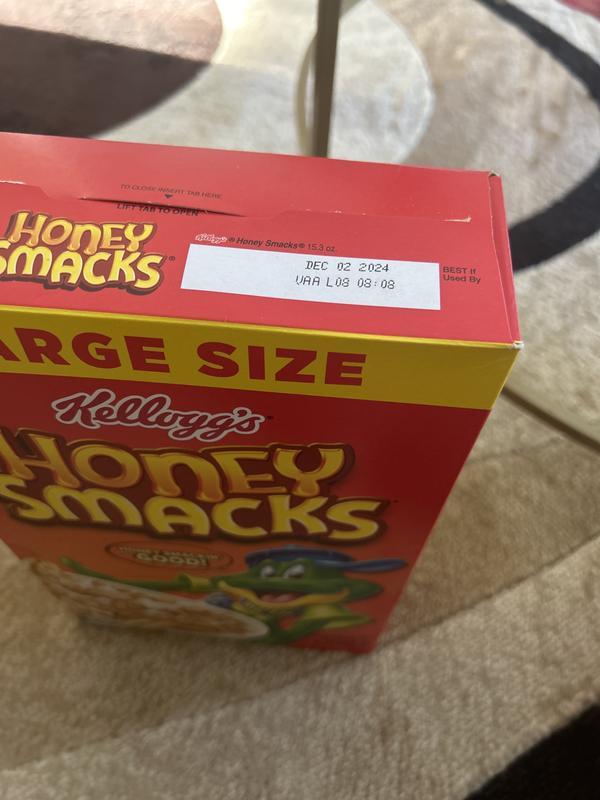 TO CLOSE INSERT TAB HERE
LIFT TAB TO OPEN
HONEY
SMACKS®
Kellogg's® Honey Smacks® 15.3 oz.
DEC 02 2024
VAA L08 08:08
BEST If
Used By
ARGE SIZE
Kellogg's®
HONEY
SMACKS
GOOD!